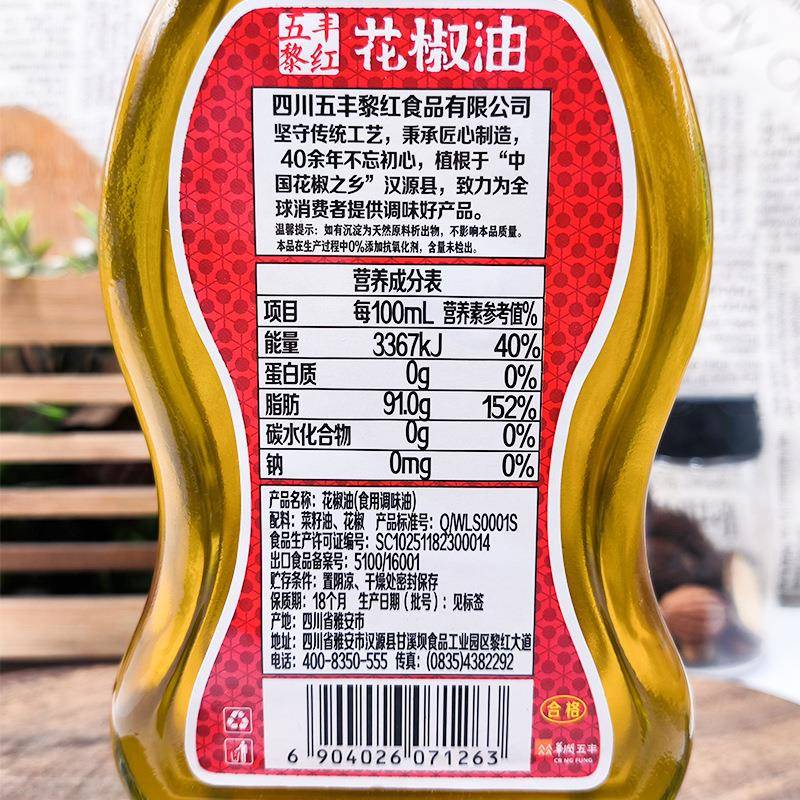 五丰
黎红
花椒油
四川五丰黎红食品有限公司
坚守传统工艺，秉承匠心制造，
40余年不忘初心，植根于“中
国花椒之乡”汉源县，致力为全
球消费者提供调味好产品。
温馨提示：如有沉淀为天然原料析出物，不影响本品质量。
本品在生产过程中0%添加抗氧化剂，含量未检出。
营养成分表
项目 每100mL 营养素参考值%
能量 3367kJ 40%
蛋白质 0g 0%
脂肪 91.0g 152%
碳水化合物 0g 0%
钠 0mg 0%
产品名称：花椒油(食用调味油)
配料：菜籽油、花椒 产品标准号：Q/WLS0001S
食品生产许可证编号：SC10251182300014
出口食品备案号：5100/16001
贮存条件：置阴凉、干燥处密封保存
保质期：18个月 生产日期（批号）：见标签
产地：四川省雅安市
地址：四川省雅安市汉源县甘溪坝食品工业园区黎红大道
电话：400-8350-555 传真：(0835)4382292
6 904026 071263
合格
华润五丰
CR NG FUNG